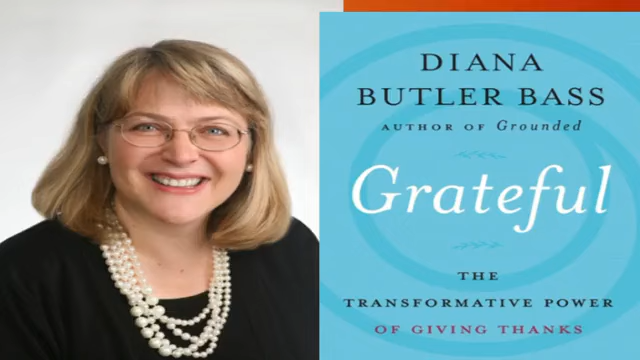 DIANA
BUTLER BASS
AUTHOR OF Grounded
Grateful
THE
TRANSFORMATIVE POWER
OF GIVING THANKS